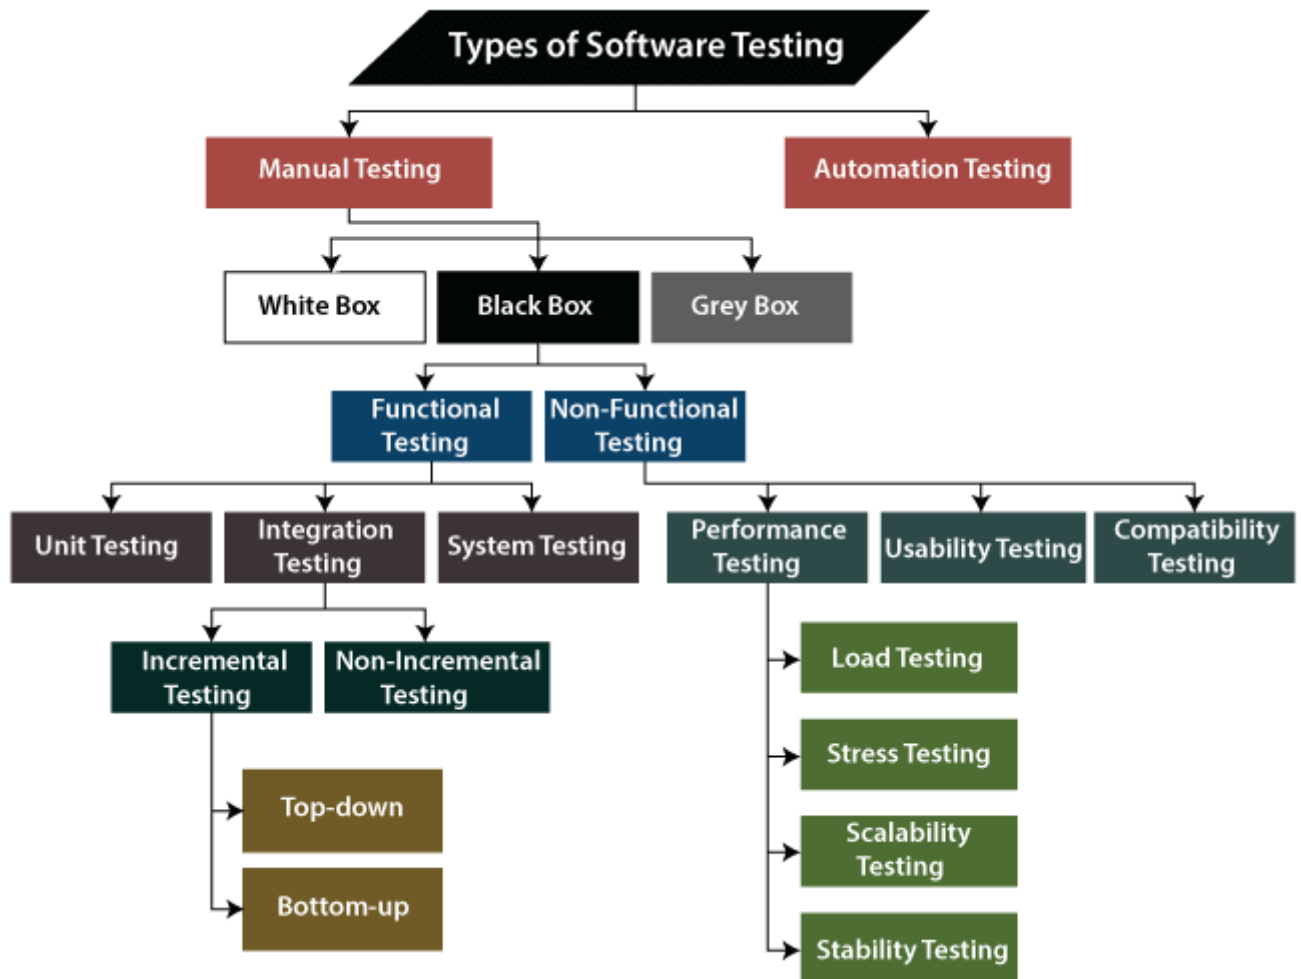 Types of Software Testing
Manual Testing
Automation Testing
White Box
Black Box
Grey Box
Functional
Testing
Non-Functional
Testing
Unit Testing
Integration
Testing
System Testing
Performance
Testing
Usability Testing
Compatibility
Testing
Incremental
Testing
Non-Incremental
Testing
Load Testing
Stress Testing
Top-down
Scalability
Testing
Bottom-up
Stability Testing